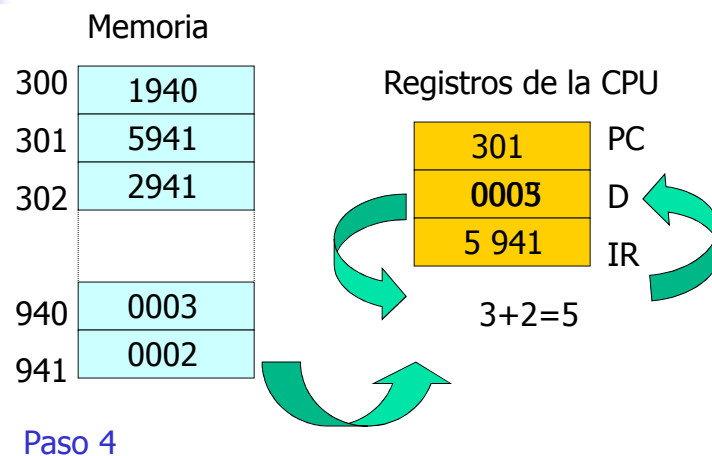 Memoria
300 1940
301 5941
302 2941
940 0003
941 0002
Registros de la CPU
301 PC
D
5 941 IR
3+2=5
Paso 4